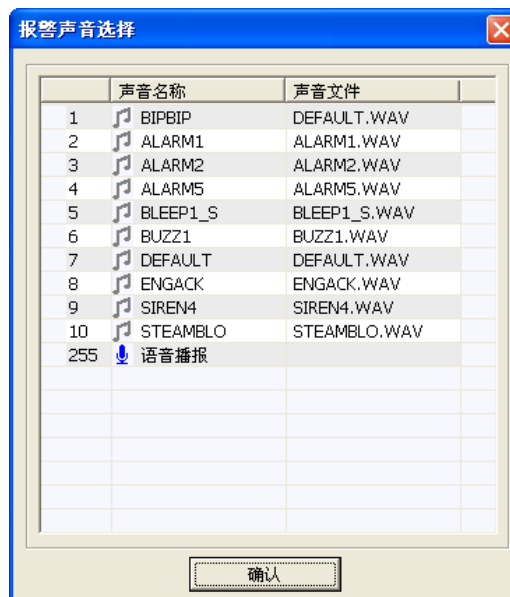 报警声音选择
声音名称 声音文件
1 BIPBIP DEFAULT.WAV
2 ALARM1 ALARM1.WAV
3 ALARM2 ALARM2.WAV
4 ALARM5 ALARM5.WAV
5 BLEEP1_S BLEEP1_S.WAV
6 BUZZ1 BUZZ1.WAV
7 DEFAULT DEFAULT.WAV
8 ENGACK ENGACK.WAV
9 SIREN4 SIREN4.WAV
10 STEAMBLO STEAMBLO.WAV
255 语音播报
确认